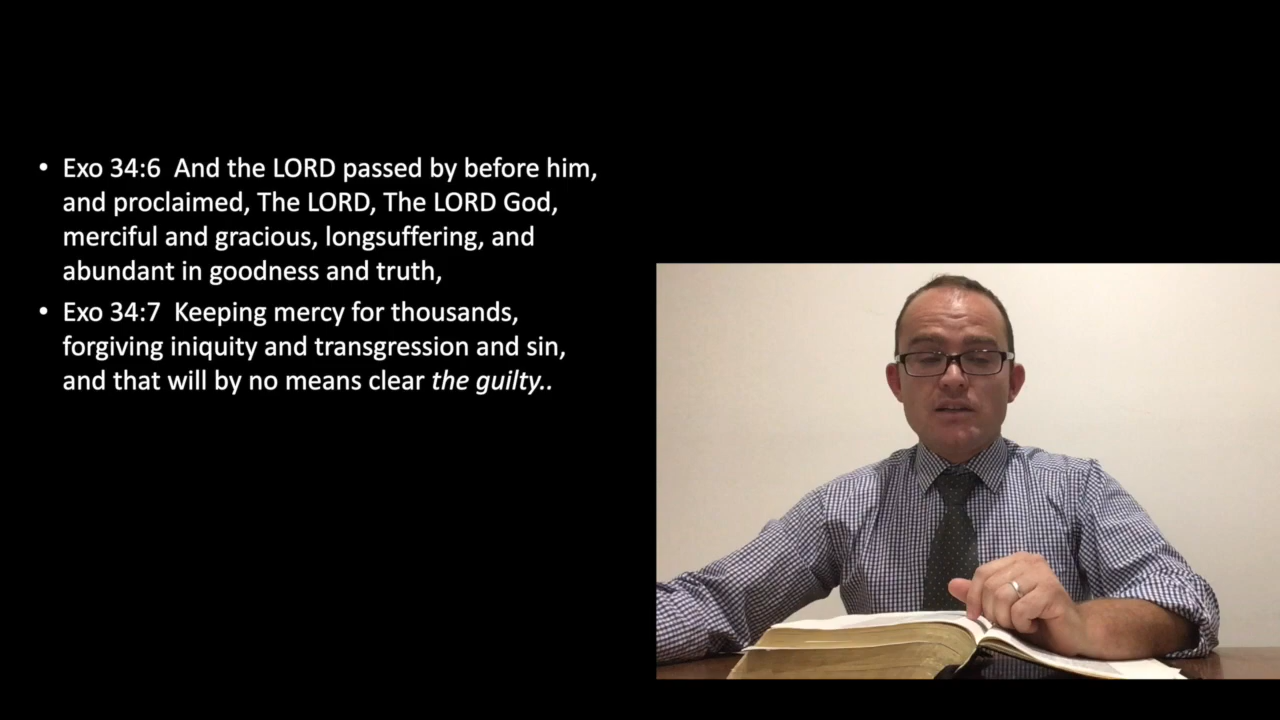 • Exo 34:6  And the LORD passed by before him,
and proclaimed, The LORD, The LORD God,
merciful and gracious, longsuffering, and
abundant in goodness and truth,
• Exo 34:7  Keeping mercy for thousands,
forgiving iniquity and transgression and sin,
and that will by no means clear the guilty..